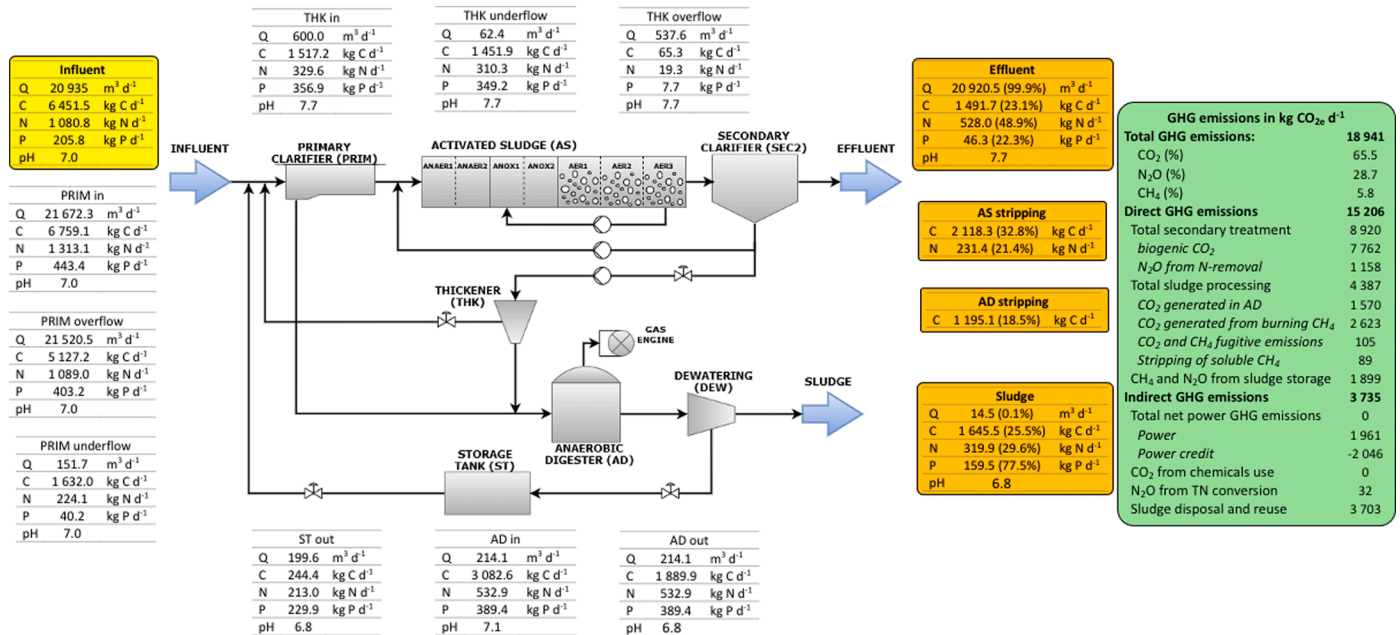 THK in
Q 600.0 m³ d⁻¹
C 1 517.2 kg C d⁻¹
N 329.6 kg N d⁻¹
P 356.9 kg P d⁻¹
pH 7.7
THK underflow
Q 62.4 m³ d⁻¹
C 1 451.9 kg C d⁻¹
N 310.3 kg N d⁻¹
P 349.2 kg P d⁻¹
pH 7.7
THK overflow
Q 537.6 m³ d⁻¹
C 65.3 kg C d⁻¹
N 19.3 kg N d⁻¹
P 7.7 kg P d⁻¹
pH 7.7
Influent
Q 20 935 m³ d⁻¹
C 6 451.5 kg C d⁻¹
N 1 080.8 kg N d⁻¹
P 205.8 kg P d⁻¹
pH 7.0
PRIM in
Q 21 672.3 m³ d⁻¹
C 6 759.1 kg C d⁻¹
N 1 313.1 kg N d⁻¹
P 443.4 kg P d⁻¹
pH 7.0
PRIM overflow
Q 21 520.5 m³ d⁻¹
C 5 127.2 kg C d⁻¹
N 1 089.0 kg N d⁻¹
P 403.2 kg P d⁻¹
pH 7.0
PRIM underflow
Q 151.7 m³ d⁻¹
C 1 632.0 kg C d⁻¹
N 224.1 kg N d⁻¹
P 40.2 kg P d⁻¹
pH 7.0
INFLUENT
PRIMARY
CLARIFIER (PRIM)
ACTIVATED SLUDGE (AS)
ANAER1 ANAER2 ANOX1 ANOX2 AER1 AER2 AER3
SECONDARY
CLARIFIER (SEC2)
EFFLUENT
THICKENER
(THK)
GAS
ENGINE
DEWATERING
(DEW)
SLUDGE
ANAEROBIC
DIGESTER (AD)
STORAGE
TANK (ST)
ST out
Q 199.6 m³ d⁻¹
C 244.4 kg C d⁻¹
N 213.0 kg N d⁻¹
P 229.9 kg P d⁻¹
pH 6.8
AD in
Q 214.1 m³ d⁻¹
C 3 082.6 kg C d⁻¹
N 532.9 kg N d⁻¹
P 389.4 kg P d⁻¹
pH 7.1
AD out
Q 214.1 m³ d⁻¹
C 1 889.9 kg C d⁻¹
N 532.9 kg N d⁻¹
P 389.4 kg P d⁻¹
pH 6.8
Effluent
Q 20 920.5 (99.9%) m³ d⁻¹
C 1 491.7 (23.1%) kg C d⁻¹
N 528.0 (48.9%) kg N d⁻¹
P 46.3 (22.3%) kg P d⁻¹
pH 7.7
AS stripping
C 2 118.3 (32.8%) kg C d⁻¹
N 231.4 (21.4%) kg N d⁻¹
AD stripping
C 1 195.1 (18.5%) kg C d⁻¹
Sludge
Q 14.5 (0.1%) m³ d⁻¹
C 1 645.5 (25.5%) kg C d⁻¹
N 319.9 (29.6%) kg N d⁻¹
P 159.5 (77.5%) kg P d⁻¹
pH 6.8
GHG emissions in kg CO₂e d⁻¹
Total GHG emissions: 18 941
CO₂ (%) 65.5
N₂O (%) 28.7
CH₄ (%) 5.8
Direct GHG emissions 15 206
Total secondary treatment 8 920
biogenic CO₂ 7 762
N₂O from N-removal 1 158
Total sludge processing 4 387
CO₂ generated in AD 1 570
CO₂ generated from burning CH₄ 2 623
CO₂ and CH₄ fugitive emissions 105
Stripping of soluble CH₄ 89
CH₄ and N₂O from sludge storage 1 899
Indirect GHG emissions 3 735
Total net power GHG emissions 0
Power 1 961
Power credit -2 046
CO₂ from chemicals use 0
N₂O from TN conversion 32
Sludge disposal and reuse 3 703